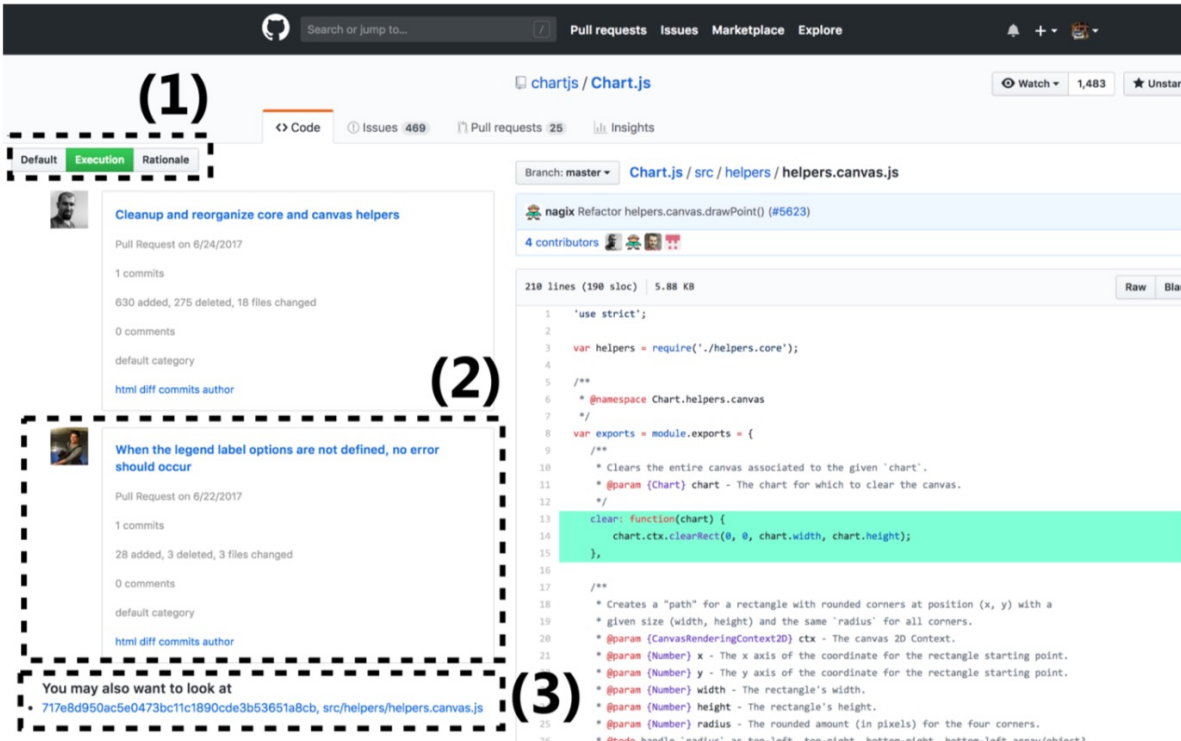 Search or jump to... / Pull requests Issues Marketplace Explore
chartjs / Chart.js
Watch 1,483 Unstar
(1)
<> Code Issues 469 Pull requests 25 Insights
Default Execution Rationale
Cleanup and reorganize core and canvas helpers
Pull Request on 6/24/2017
1 commits
630 added, 275 deleted, 18 files changed
0 comments
default category
html diff commits author
(2)
When the legend label options are not defined, no error
should occur
Pull Request on 6/22/2017
1 commits
28 added, 3 deleted, 3 files changed
0 comments
default category
html diff commits author
You may also want to look at
717e8d950ac5e0473bc11c1890cde3b53651a8cb, src/helpers/helpers.canvas.js
(3)
Branch: master Chart.js / src / helpers / helpers.canvas.js
nagix Refactor helpers.canvas.drawPoint() (#5623)
4 contributors
210 lines (190 sloc) 5.88 KB
Raw
1 'use strict';
2
3 var helpers = require('./helpers.core');
4
5 /**
6 * @namespace Chart.helpers.canvas
7 */
8 var exports = module.exports = {
9 /**
10 * Clears the entire canvas associated to the given `chart`.
11 * @param {Chart} chart - The chart for which to clear the canvas.
12 */
13 clear: function(chart) {
14 chart.ctx.clearRect(0, 0, chart.width, chart.height);
15 },
16
17 /**
18 * Creates a "path" for a rectangle with rounded corners at position (x, y) with a
19 * given size (width, height) and the same `radius` for all corners.
20 * @param {CanvasRenderingContext2D} ctx - The canvas 2D Context.
21 * @param {Number} x - The x axis of the coordinate for the rectangle starting point.
* @param {Number} y - The y axis of the coordinate for the rectangle starting point.
* @param {Number} width - The rectangle's width.
* @param {Number} height - The rectangle's height.
25 * @param {Number} radius - The rounded amount (in pixels) for the four corners.